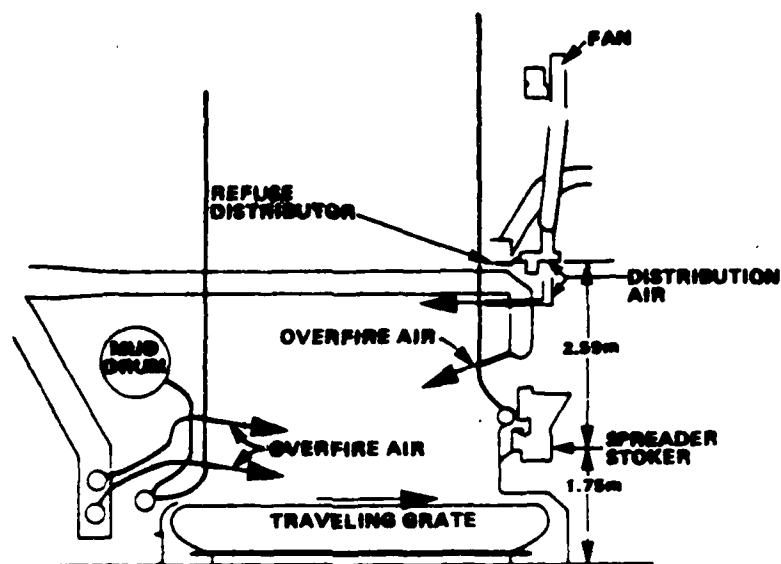 FAN
REFUSE
DISTRIBUTOR
DISTRIBUTION
AIR
OVERFIRE AIR
2.59m
MUD
DRUM
OVERFIRE AIR
SPREADER
STOKER
1.75m
TRAVELING GRATE